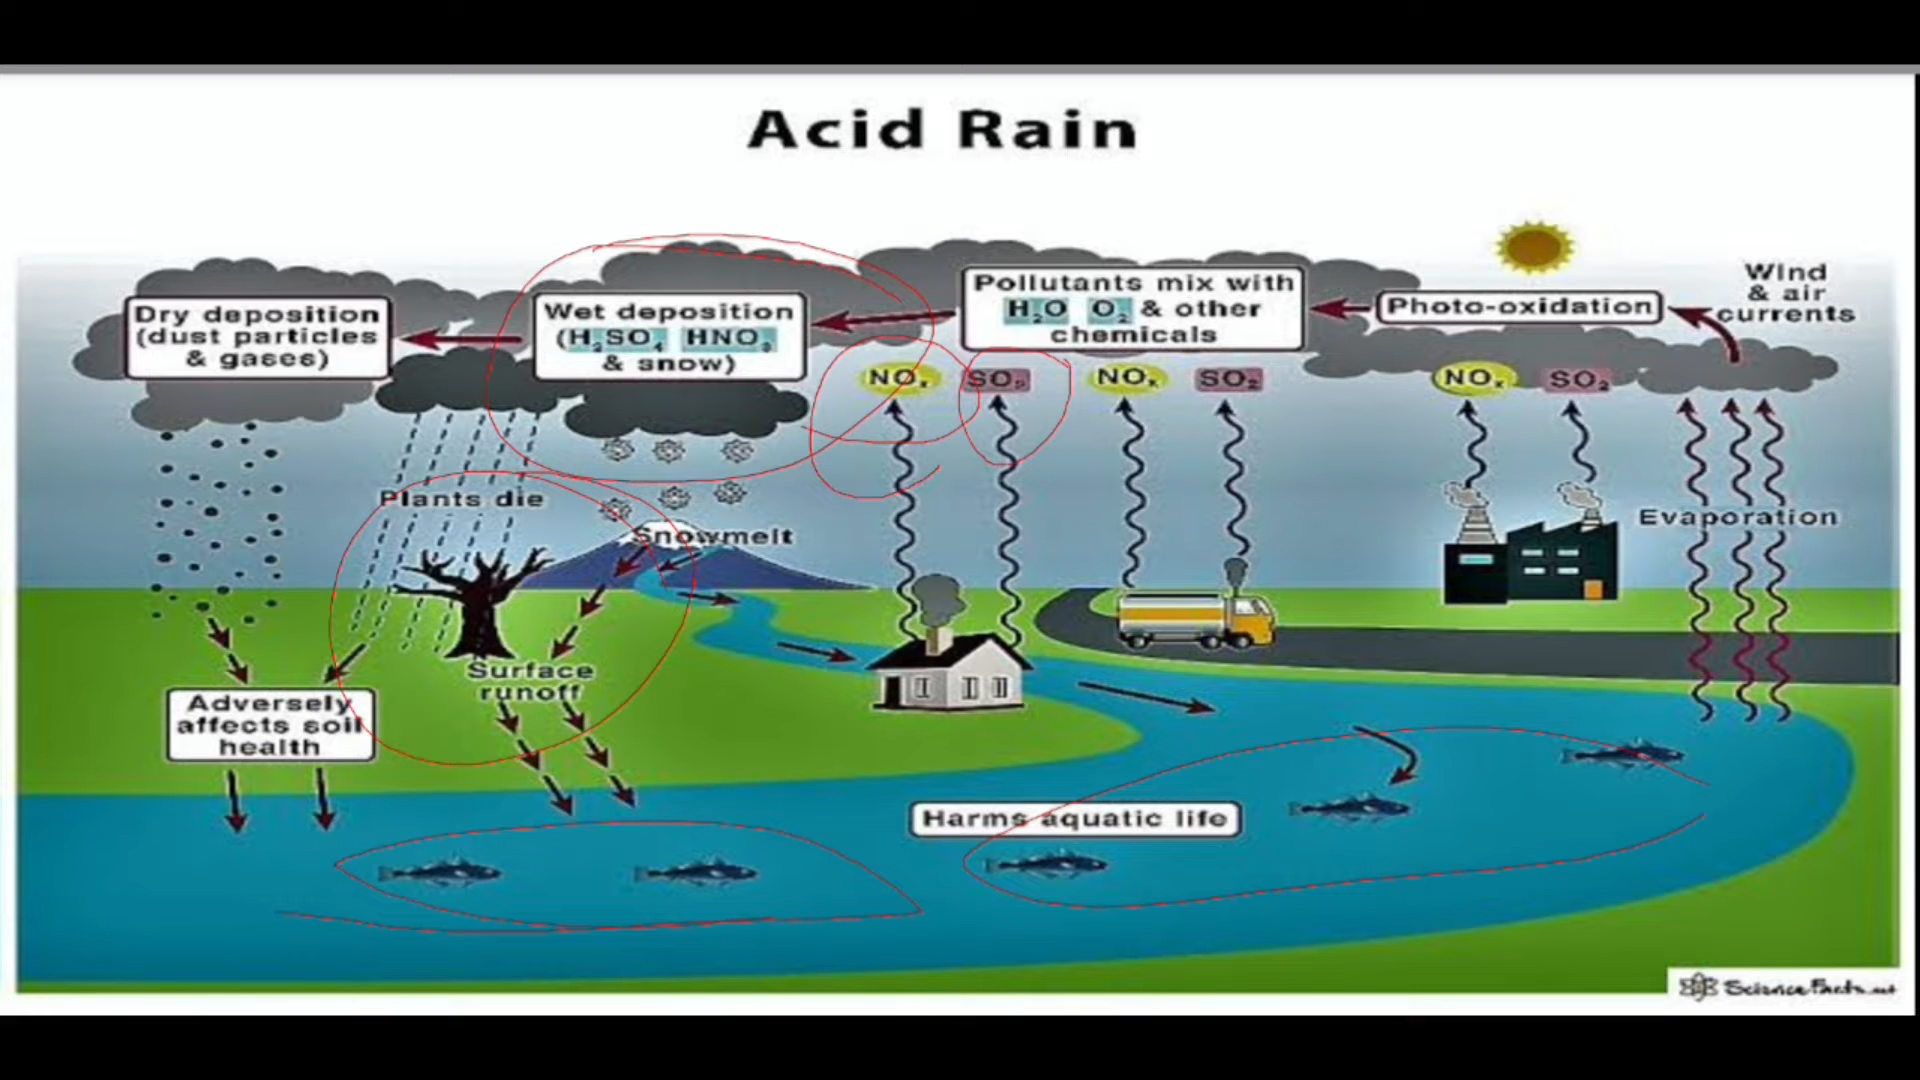 Acid Rain
Wind
& air
currents
Photo-oxidation
Pollutants mix with
H₂O O₂ & other
chemicals
Wet deposition
(H₂SO₄ HNO₃
& snow)
Dry deposition
(dust particles
& gases)
NOₓ SO₂ NOₓ SO₂ NOₓ SO₂
Plants die
Evaporation
Snowmelt
Surface
runoff
Adversely
affects soil
health
Harms aquatic life
ScienceFacts.net